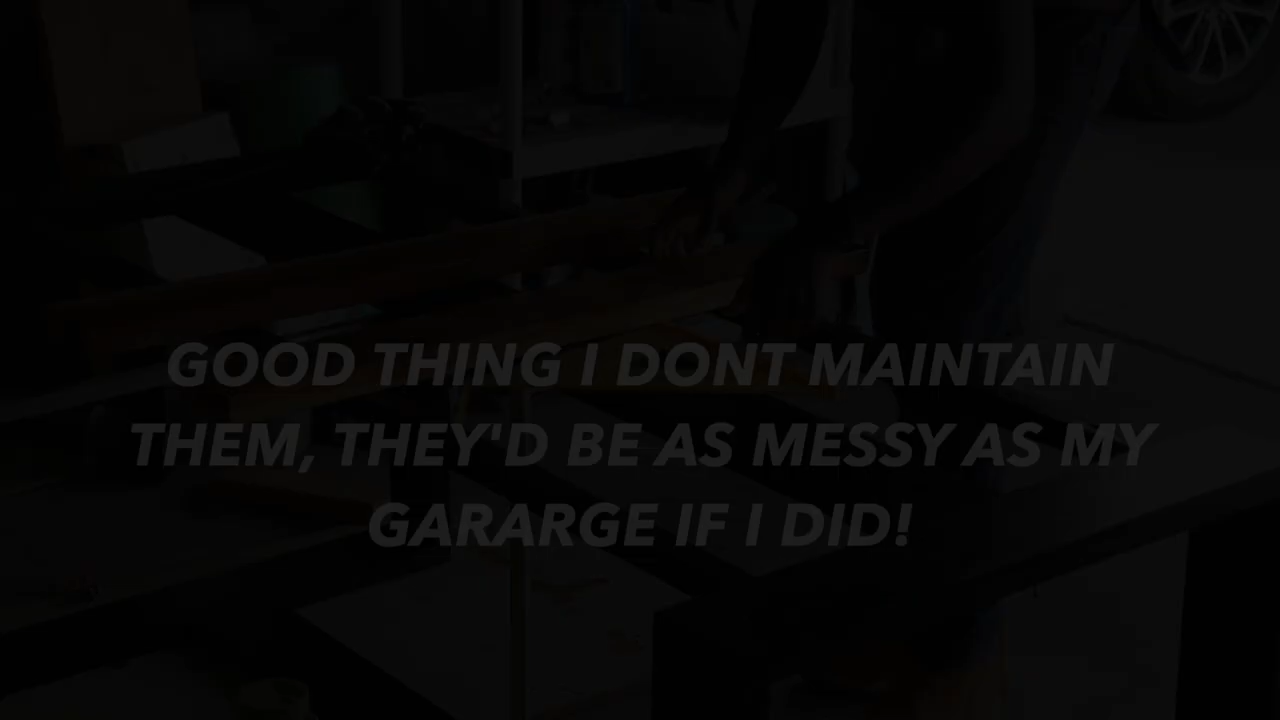 GOOD THING I DONT MAINTAIN
THEM, THEY'D BE AS MESSY AS MY
GARARGE IF I DID!